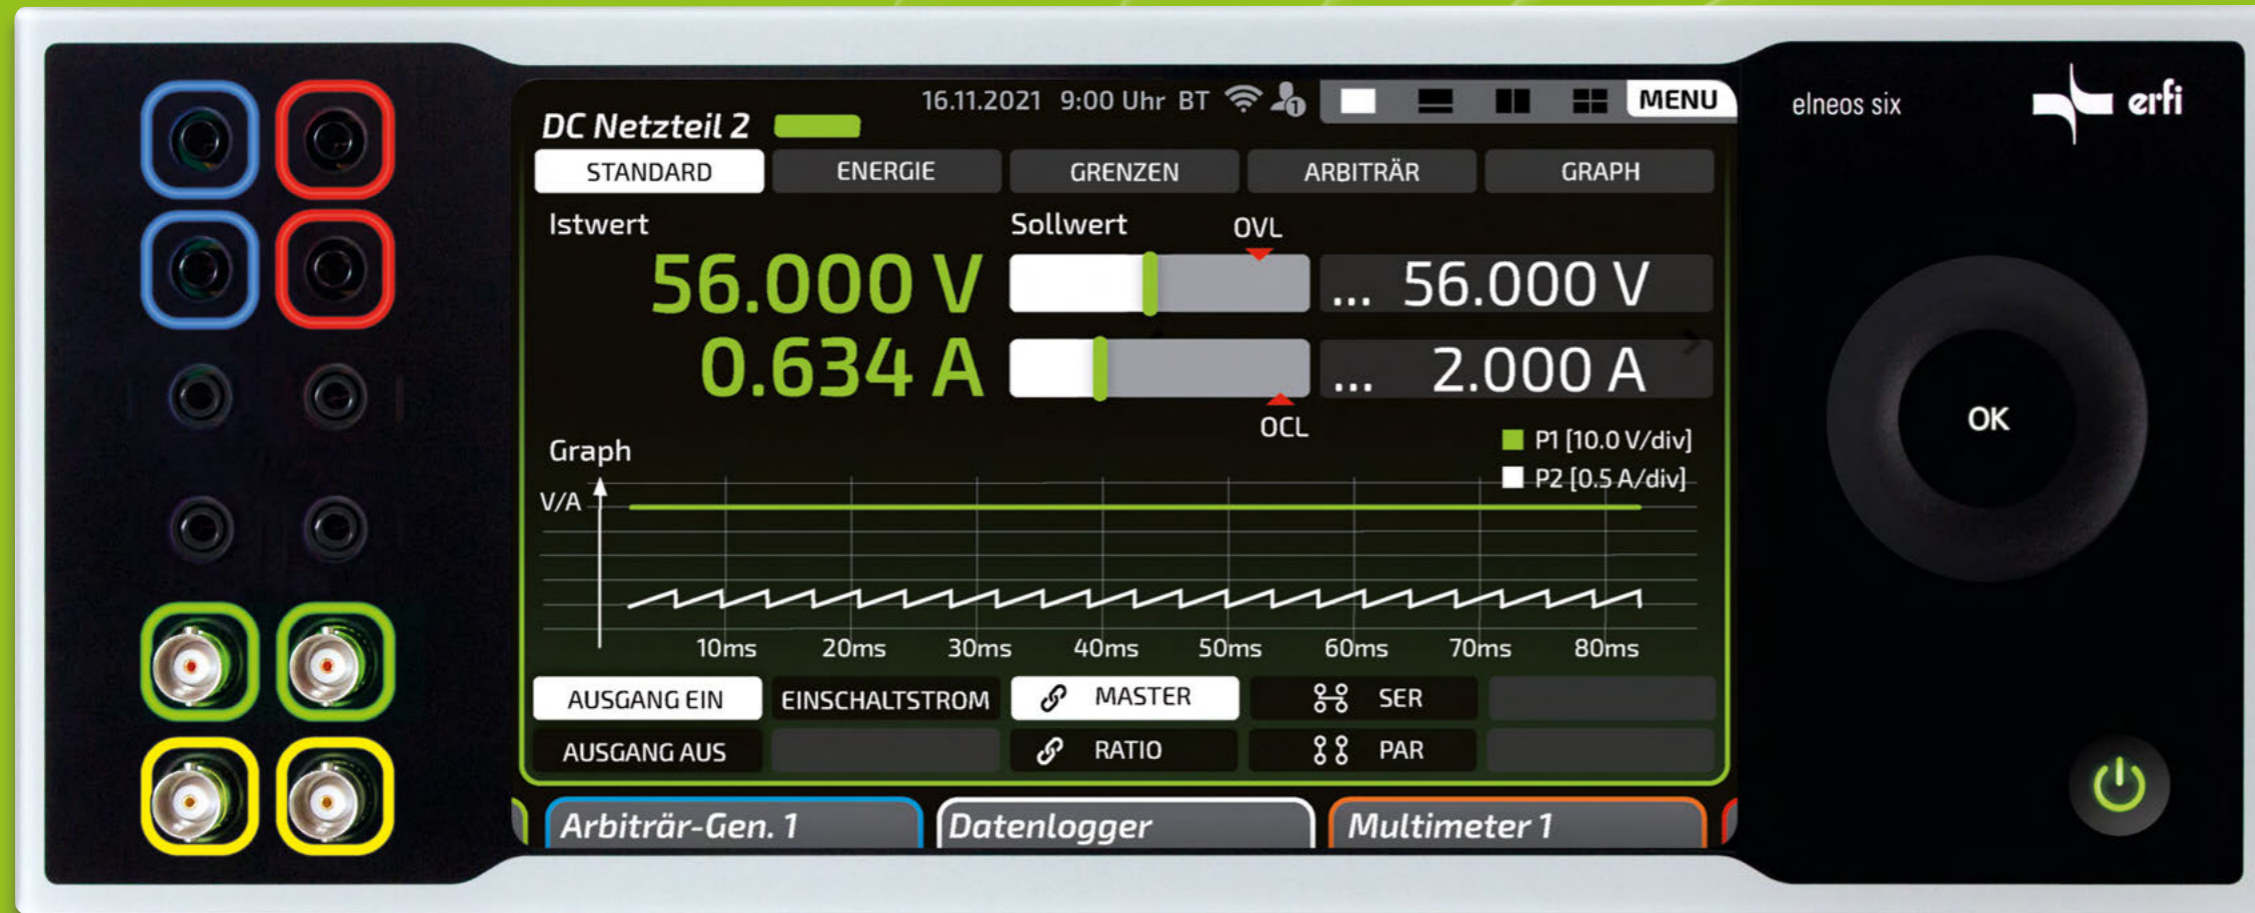 16.11.2021 9:00 Uhr BT 1 MENU
DC Netzteil 2
STANDARD ENERGIE GRENZEN ARBITRÄR GRAPH
Istwert Sollwert OVL
56.000 V ... 56.000 V
0.634 A ... 2.000 A
OCL
Graph
P1 [10.0 V/div]
P2 [0.5 A/div]
V/A
10ms 20ms 30ms 40ms 50ms 60ms 70ms 80ms
AUSGANG EIN EINSCHALTSTROM MASTER SER
AUSGANG AUS RATIO PAR
Arbiträr-Gen. 1 Datenlogger Multimeter 1
elneos six erfi
OK